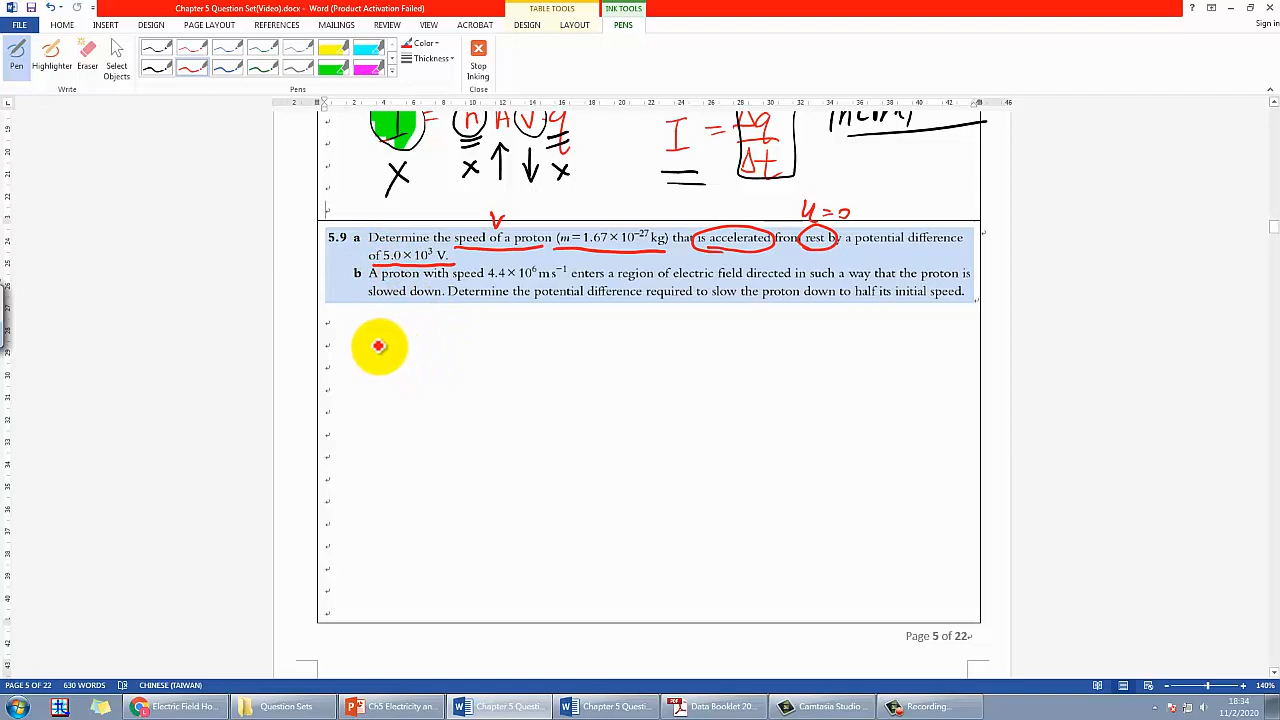 Chapter 5 Question Set(Video).docx - Word (Product Activation Failed)
TABLE TOOLS
INK TOOLS
FILE HOME INSERT DESIGN PAGE LAYOUT REFERENCES MAILINGS REVIEW VIEW ACROBAT DESIGN LAYOUT PENS
Sign in
Pen
Highlighter
Eraser
Select Objects
Color
Thickness
Stop Inking
Write
Pens
Close
I = n A v q
I = Δq
Δt
x x ↑ ↓ x
v
u = 0
5.9 a Determine the speed of a proton (m = 1.67 × 10⁻²⁷ kg) that is accelerated from rest by a potential difference
of 5.0 × 10³ V.
b A proton with speed 4.4 × 10⁶ m s⁻¹ enters a region of electric field directed in such a way that the proton is
slowed down. Determine the potential difference required to slow the proton down to half its initial speed.
Page 5 of 22
PAGE 5 OF 22 630 WORDS CHINESE (TAIWAN) 140%
Electric Field Ho... Question Sets Ch5 Electricity an... Chapter 5 Questi... Chapter 5 Questi... Data Booklet 20... Camtasia Studio ... Recording...
18:34
11/2/2020